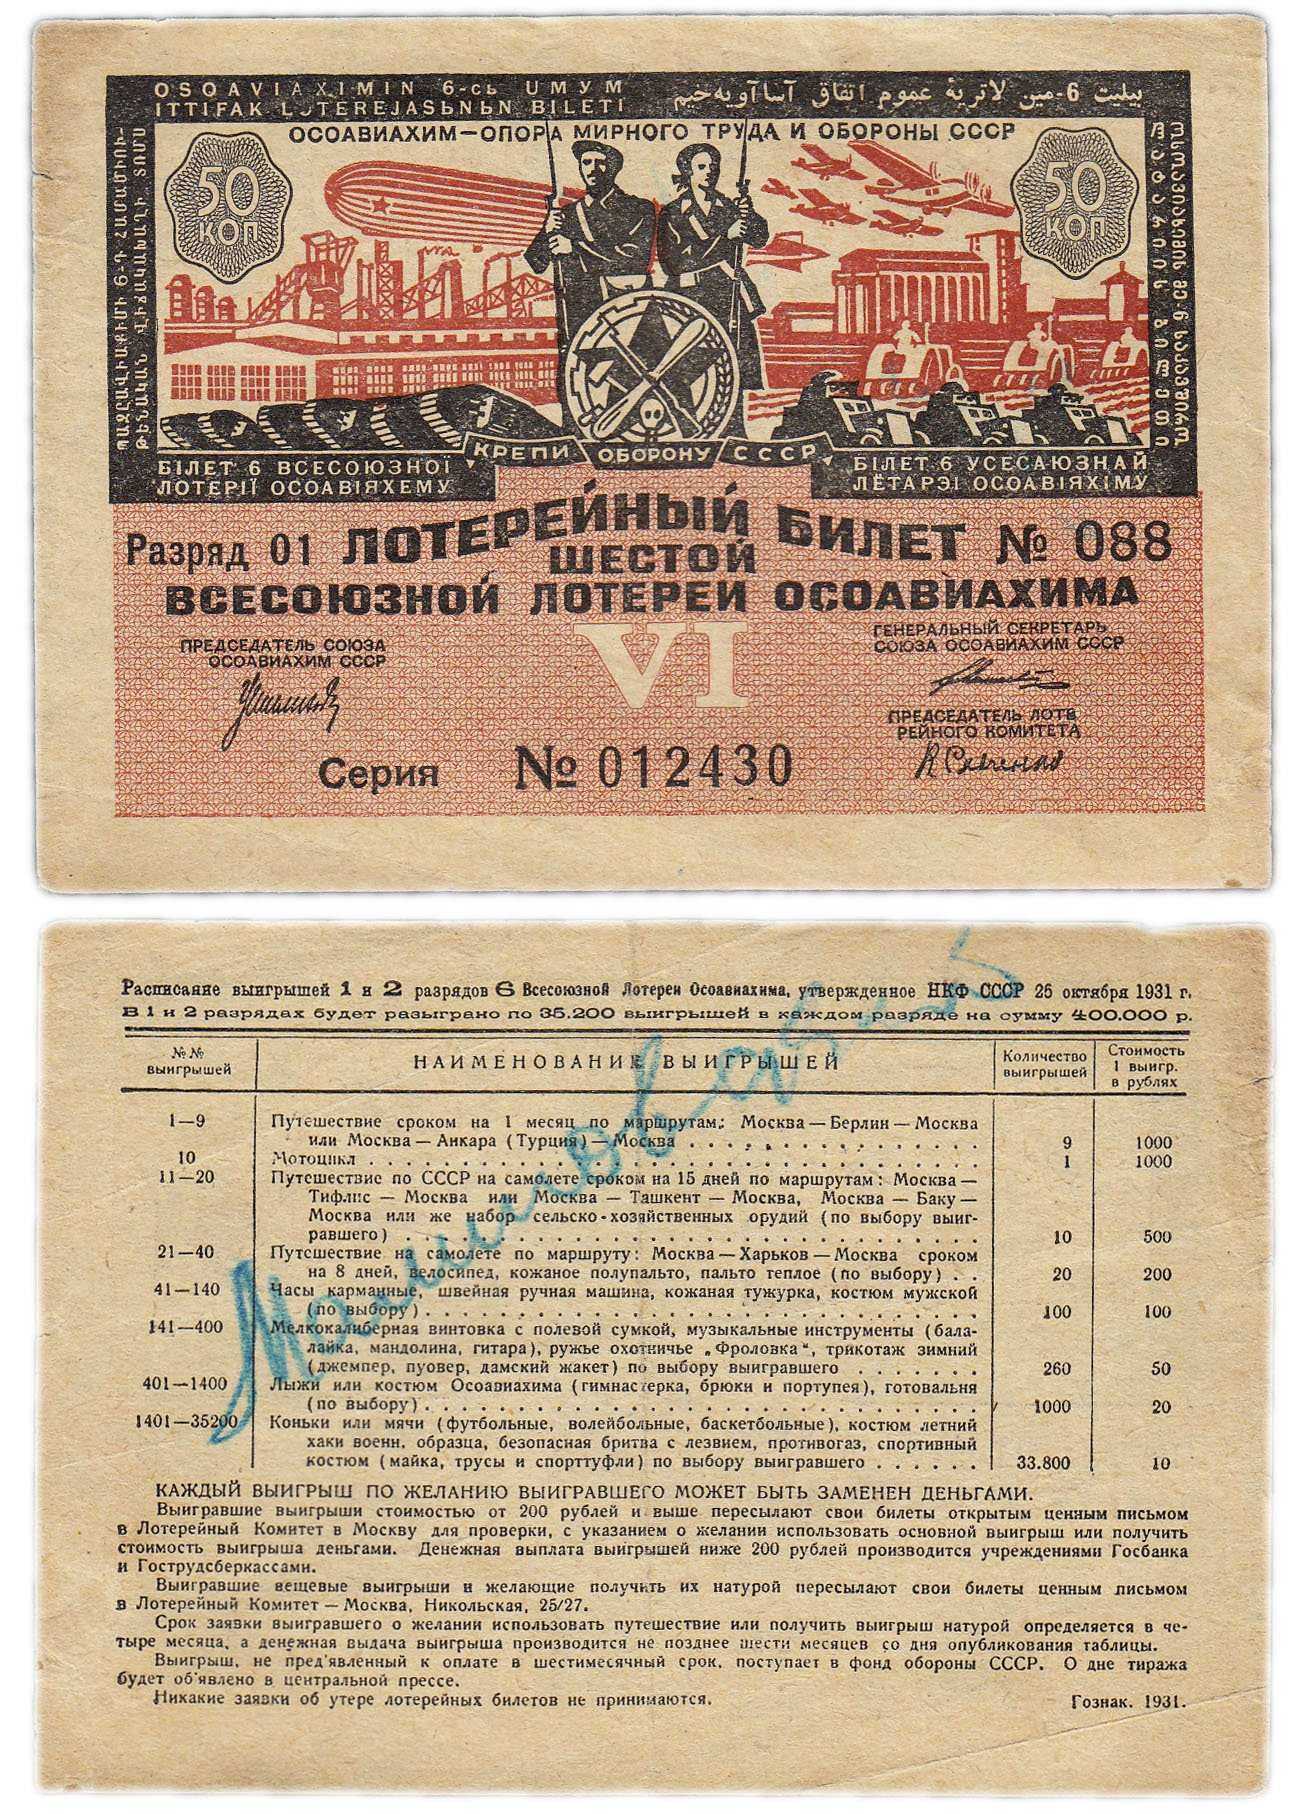 OSOAVIAXIMIN 6-сь UMYM
ITTIFAK LOTEREJASЬNЬN BILETI
بیلیت 6-مین لاتریهٔ عموم اتفاق آساآویه‌حیم
ОСОАВИАХИМ—ОПОРА МИРНОГО ТРУДА И ОБОРОНЫ СССР
50
КОП
50
КОП
КРЕПИ ОБОРОНУ СССР
БІЛЕТ 6 ВСЕСОЮЗНОЇ
ЛОТЕРІЇ ОСОАВІЯХЕМУ
БІЛЕТ 6 УСЕСАЮЗНАЙ
ЛЁТАРЭІ ОСОАВІЯХІМУ
Разряд 01 ЛОТЕРЕЙНЫЙ БИЛЕТ № 088
ШЕСТОЙ
ВСЕСОЮЗНОЙ ЛОТЕРЕИ ОСОАВИАХИМА
VI
ПРЕДСЕДАТЕЛЬ СОЮЗА
ОСОАВИАХИМ СССР
ГЕНЕРАЛЬНЫЙ СЕКРЕТАРЬ
СОЮЗА ОСОАВИАХИМ СССР
ПРЕДСЕДАТЕЛЬ ЛОТЕ
РЕЙНОГО КОМИТЕТА
Серия № 012430
Расписание выигрышей 1 и 2 разрядов 6 Всесоюзной Лотереи Осоавиахима, утвержденное НКФ СССР 25 октября 1931 г.
В 1 и 2 разрядах будет разыграно по 35.200 выигрышей в каждом разряде на сумму 400.000 р.
№№ выигрышей
НАИМЕНОВАНИЕ ВЫИГРЫШЕЙ
Количество выигрышей
Стоимость 1 выигр. в рублях
1—9 Путешествие сроком на 1 месяц по маршрутам: Москва—Берлин—Москва
или Москва—Анкара (Турция)—Москва 9 1000
10 Мотоцикл 1 1000
11—20 Путешествие по СССР на самолете сроком на 15 дней по маршрутам: Москва—
Тифлис — Москва или Москва — Ташкент — Москва, Москва — Баку—
Москва или же набор сельско-хозяйственных орудий (по выбору выиг-
равшего) 10 500
21—40 Путешествие на самолете по маршруту: Москва—Харьков—Москва сроком
на 8 дней, велосипед, кожаное полупальто, пальто теплое (по выбору) 20 200
41—140 Часы карманные, швейная ручная машина, кожаная тужурка, костюм мужской
(по выбору) 100 100
141—400 Мелкокалиберная винтовка с полевой сумкой, музыкальные инструменты (бала-
лайка, мандолина, гитара), ружье охотничье „Фроловка“, трикотаж зимний
(джемпер, пуовер, дамский жакет) по выбору выигравшего 260 50
401—1400 Лыжи или костюм Осоавиахима (гимнастерка, брюки и портупея), готовальня
(по выбору) 1000 20
1401—35200 Коньки или мячи (футбольные, волейбольные, баскетбольные), костюм летний
хаки военн. образца, безопасная бритва с лезвием, противогаз, спортивный
костюм (майка, трусы и спорттуфли) по выбору выигравшего 33.800 10
КАЖДЫЙ ВЫИГРЫШ ПО ЖЕЛАНИЮ ВЫИГРАВШЕГО МОЖЕТ БЫТЬ ЗАМЕНЕН ДЕНЬГАМИ.
Выигравшие выигрыши стоимостью от 200 рублей и выше пересылают свои билеты открытым ценным письмом
в Лотерейный Комитет в Москву для проверки, с указанием о желании использовать основной выигрыш или получить
стоимость выигрыша деньгами. Денежная выплата выигрышей ниже 200 рублей производится учреждениями Госбанка
и Гострудсберкассами.
Выигравшие вещевые выигрыши и желающие получить их натурой пересылают свои билеты ценным письмом
в Лотерейный Комитет—Москва, Никольская, 25/27.
Срок заявки выигравшего о желании использовать путешествие или получить выигрыш натурой определяется в че-
тыре месяца, а денежная выдача выигрыша производится не позднее шести месяцев со дня опубликования таблицы.
Выигрыш, не пред'явленный к оплате в шестимесячный срок, поступает в фонд обороны СССР. О дне тиража
будет об'явлено в центральной прессе.
Никакие заявки об утере лотерейных билетов не принимаются.
Гознак. 1931.